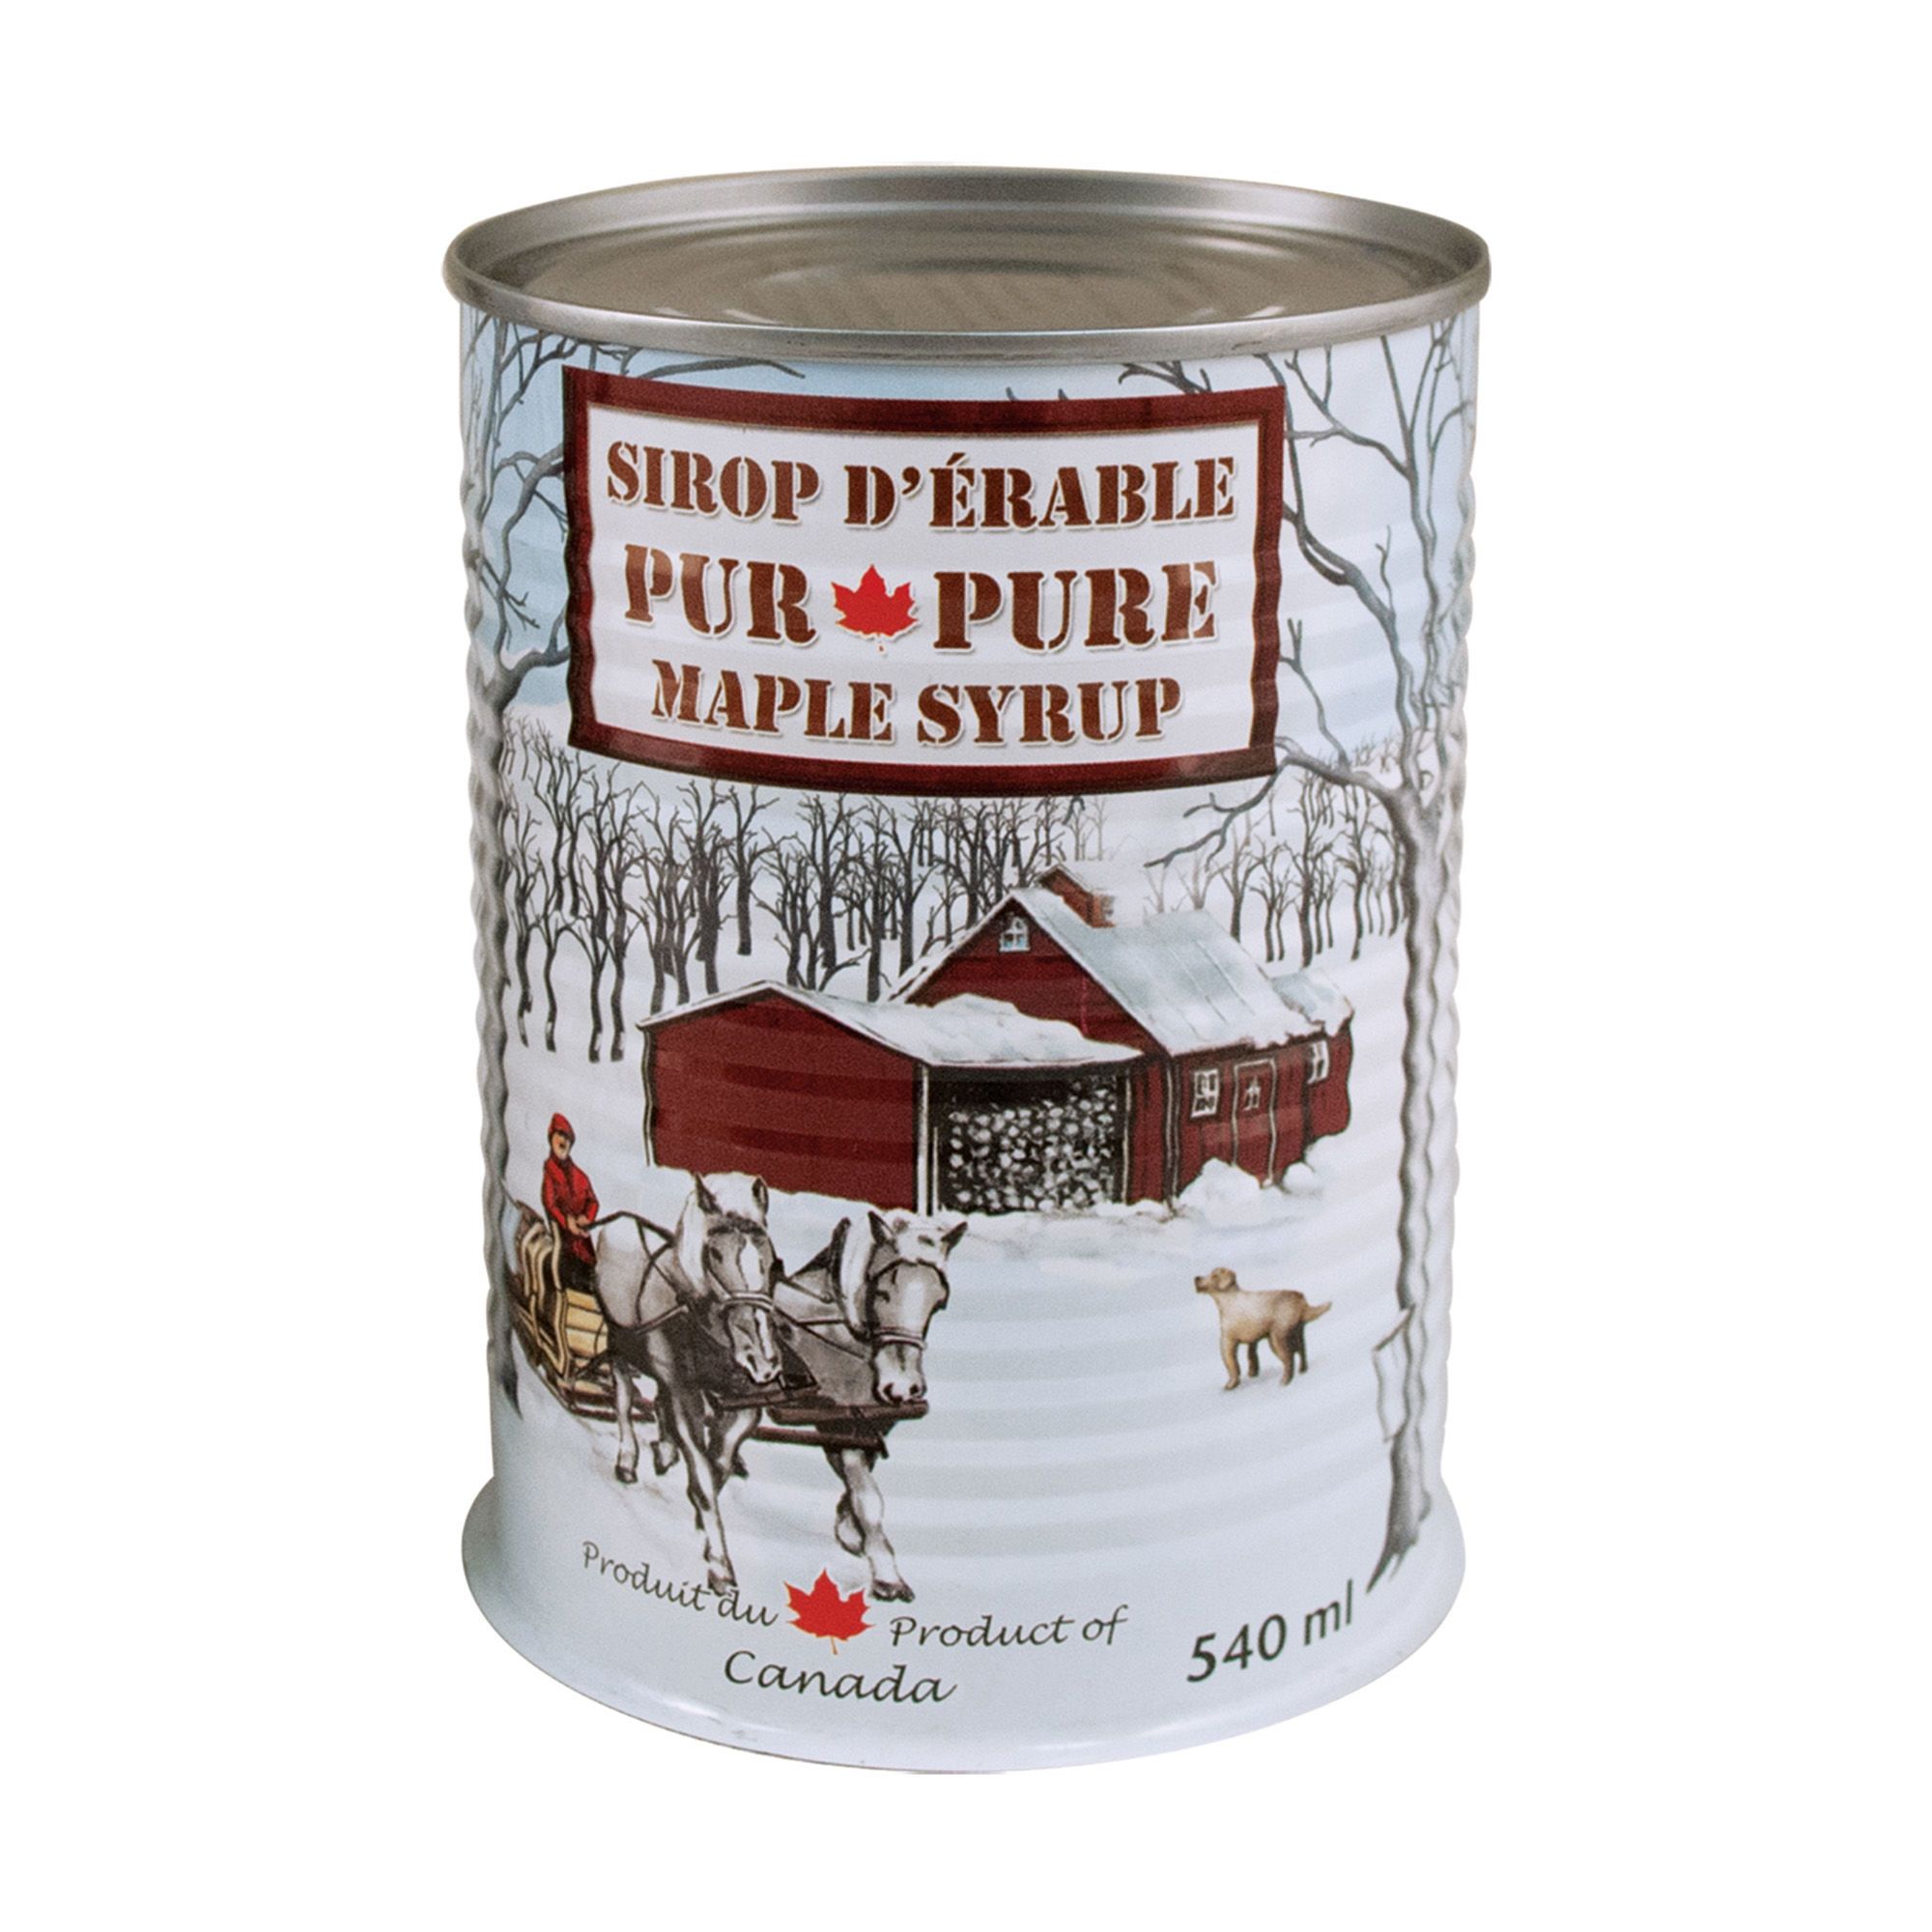 SIROP D'ÉRABLE
PUR PURE
MAPLE SYRUP
Produit du Product of
Canada
540 ml